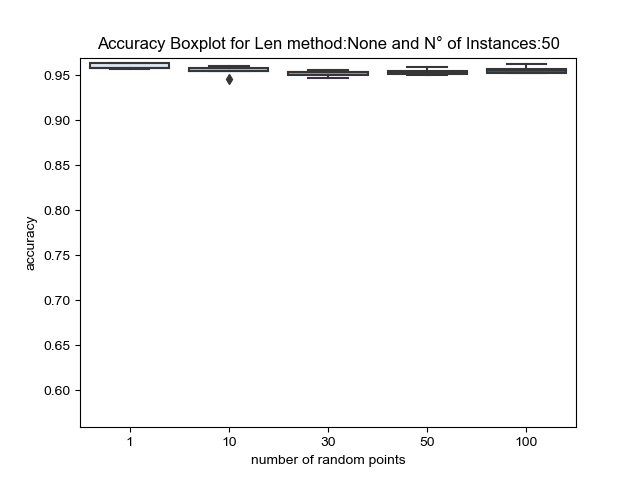 Accuracy Boxplot for Len method:None and N° of Instances:50
0.95
0.90
0.85
0.80
0.75
0.70
0.65
0.60
accuracy
1 10 30 50 100
number of random points